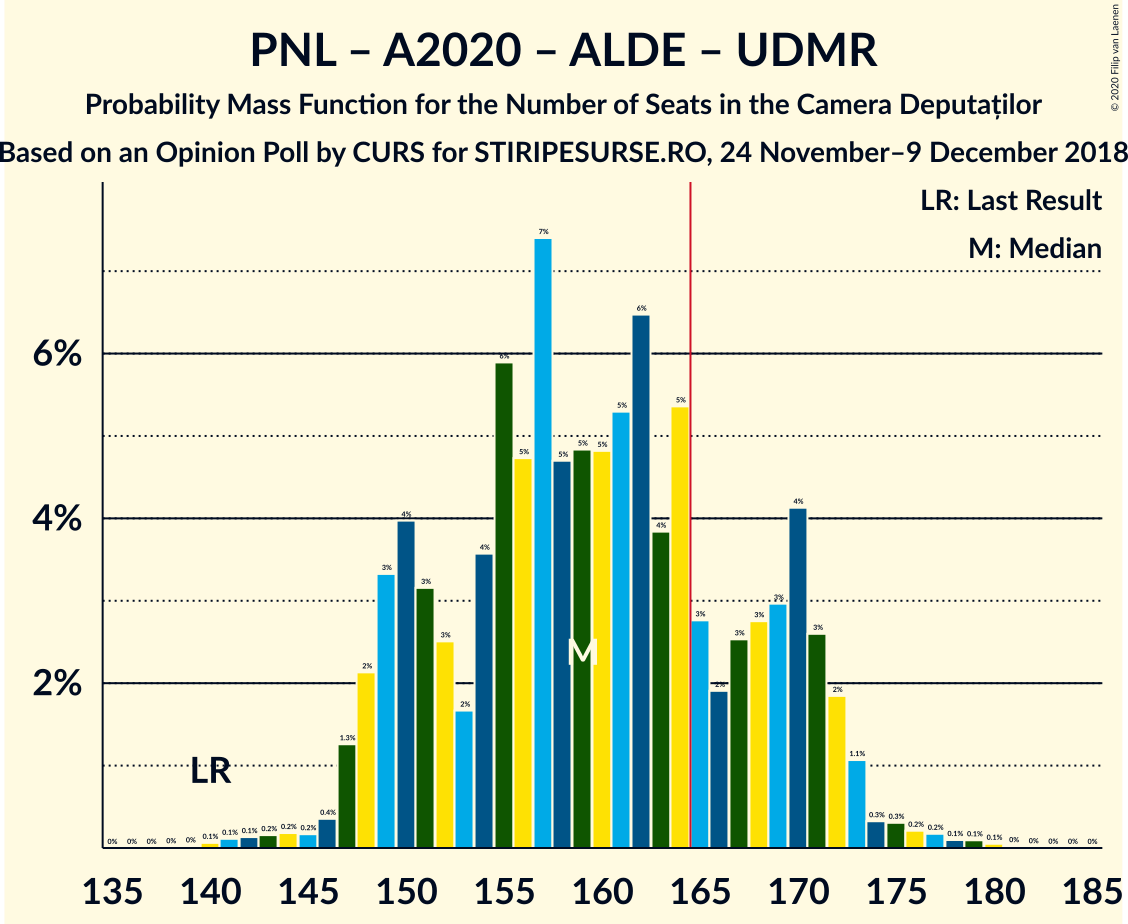 PNL – A2020 – ALDE – UDMR
Probability Mass Function for the Number of Seats in the Camera Deputaților
Based on an Opinion Poll by CURS for STIRIPESURSE.RO, 24 November–9 December 2018
© 2020 Filip van Laenen
LR: Last Result
M: Median
6%
4%
2%
0% 0% 0% 0% 0% 0.1% 0.1% 0.1% 0.2% 0.2% 0.2% 0.4% 1.3% 2% 3% 4% 3% 3% 2% 4% 6% 5% 7% 5% 5% 5% 5% 6% 4% 5% 3% 2% 3% 3% 3% 4% 3% 2% 1.1% 0.3% 0.3% 0.2% 0.2% 0.1% 0.1% 0.1% 0% 0% 0% 0% 0%
M
LR
135 140 145 150 155 160 165 170 175 180 185